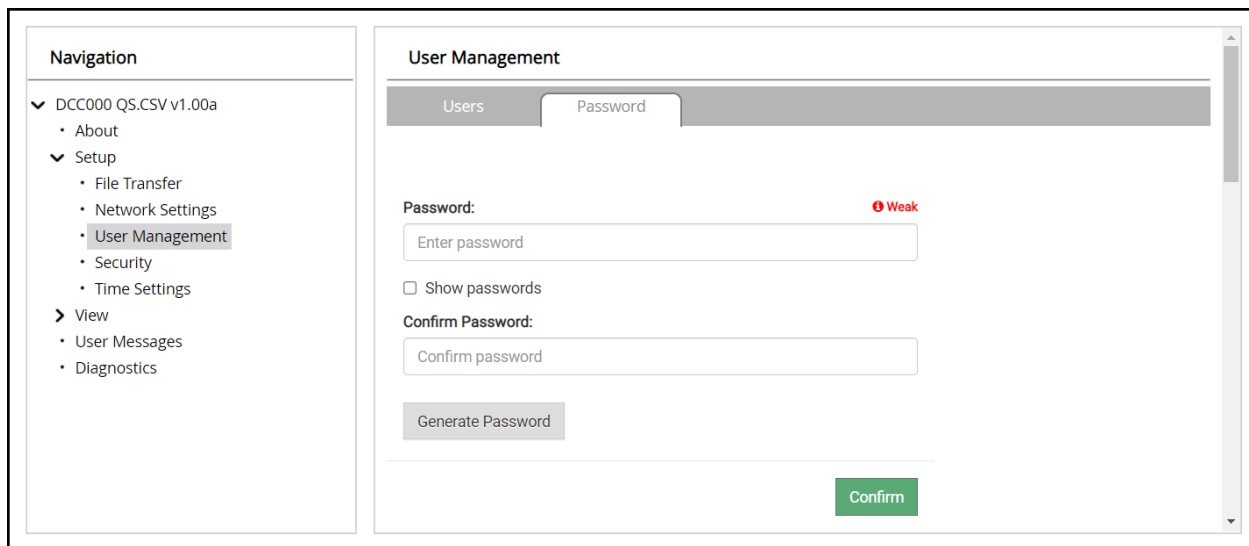 Navigation
DCC000 QS.CSV v1.00a
About
Setup
File Transfer
Network Settings
User Management
Security
Time Settings
View
User Messages
Diagnostics
User Management
Users Password
Password: Weak
Enter password
Show passwords
Confirm Password:
Confirm password
Generate Password
Confirm